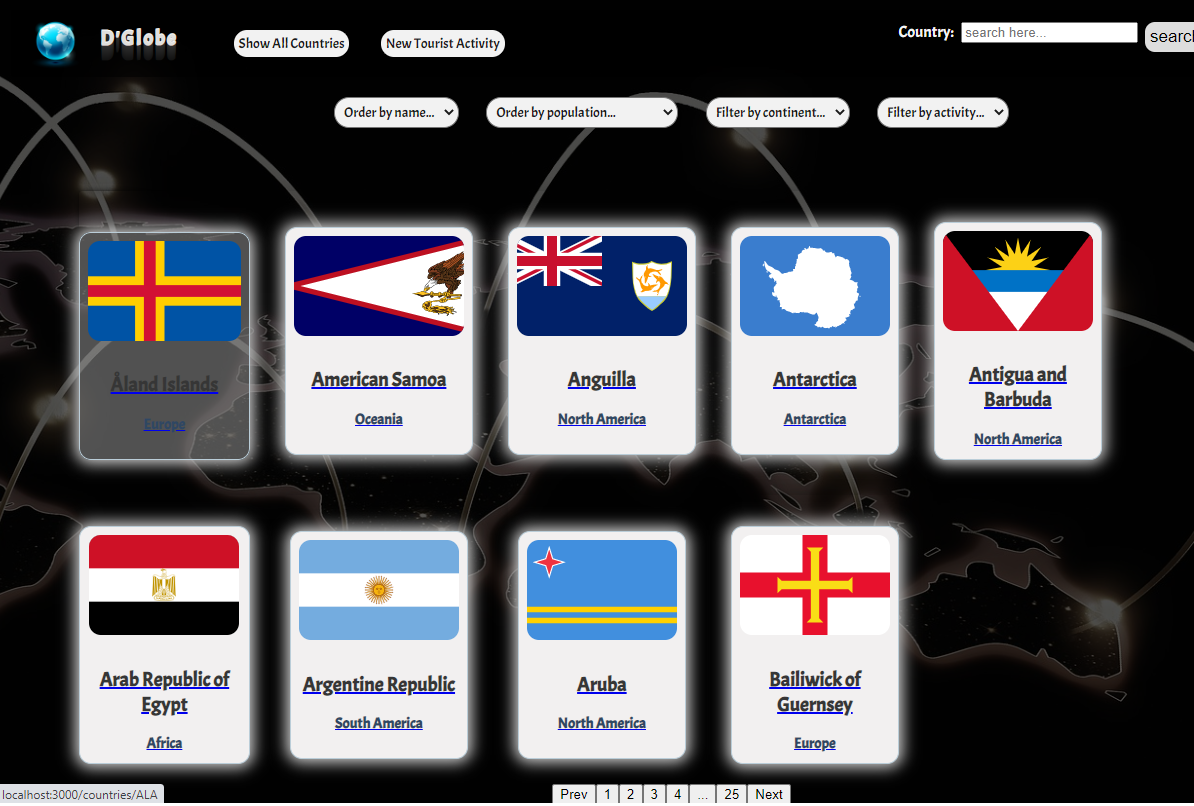 D'Globe
Show All Countries
New Tourist Activity
Country:
search here...
searc
Order by name...
Order by population...
Filter by continent...
Filter by activity...
Åland Islands
Europe
American Samoa
Oceania
Anguilla
North America
Antarctica
Antarctica
Antigua and
Barbuda
North America
Arab Republic of
Egypt
Africa
Argentine Republic
South America
Aruba
North America
Bailiwick of
Guernsey
Europe
Prev 1 2 3 4 ... 25 Next
localhost:3000/countries/ALA